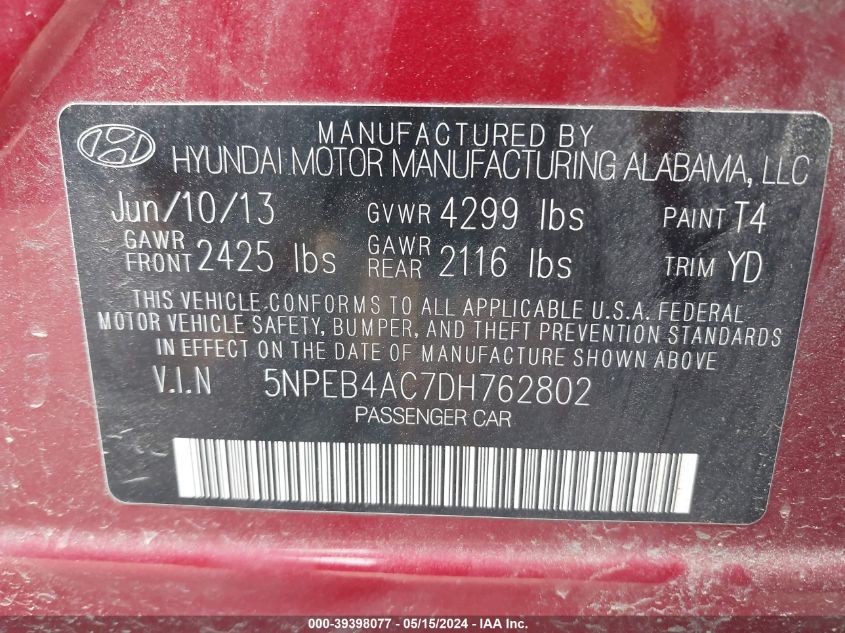 MANUFACTURED BY
HYUNDAI MOTOR MANUFACTURING ALABAMA, LLC
Jun/10/13 GVWR 4299 lbs PAINT T4
GAWR FRONT 2425 lbs GAWR REAR 2116 lbs TRIM YD
THIS VEHICLE CONFORMS TO ALL APPLICABLE U.S.A. FEDERAL
MOTOR VEHICLE SAFETY, BUMPER, AND THEFT PREVENTION STANDARDS
IN EFFECT ON THE DATE OF MANUFACTURE SHOWN ABOVE
V.I.N 5NPEB4AC7DH762802
PASSENGER CAR
000-39398077 - 05/15/2024 - IAA Inc.